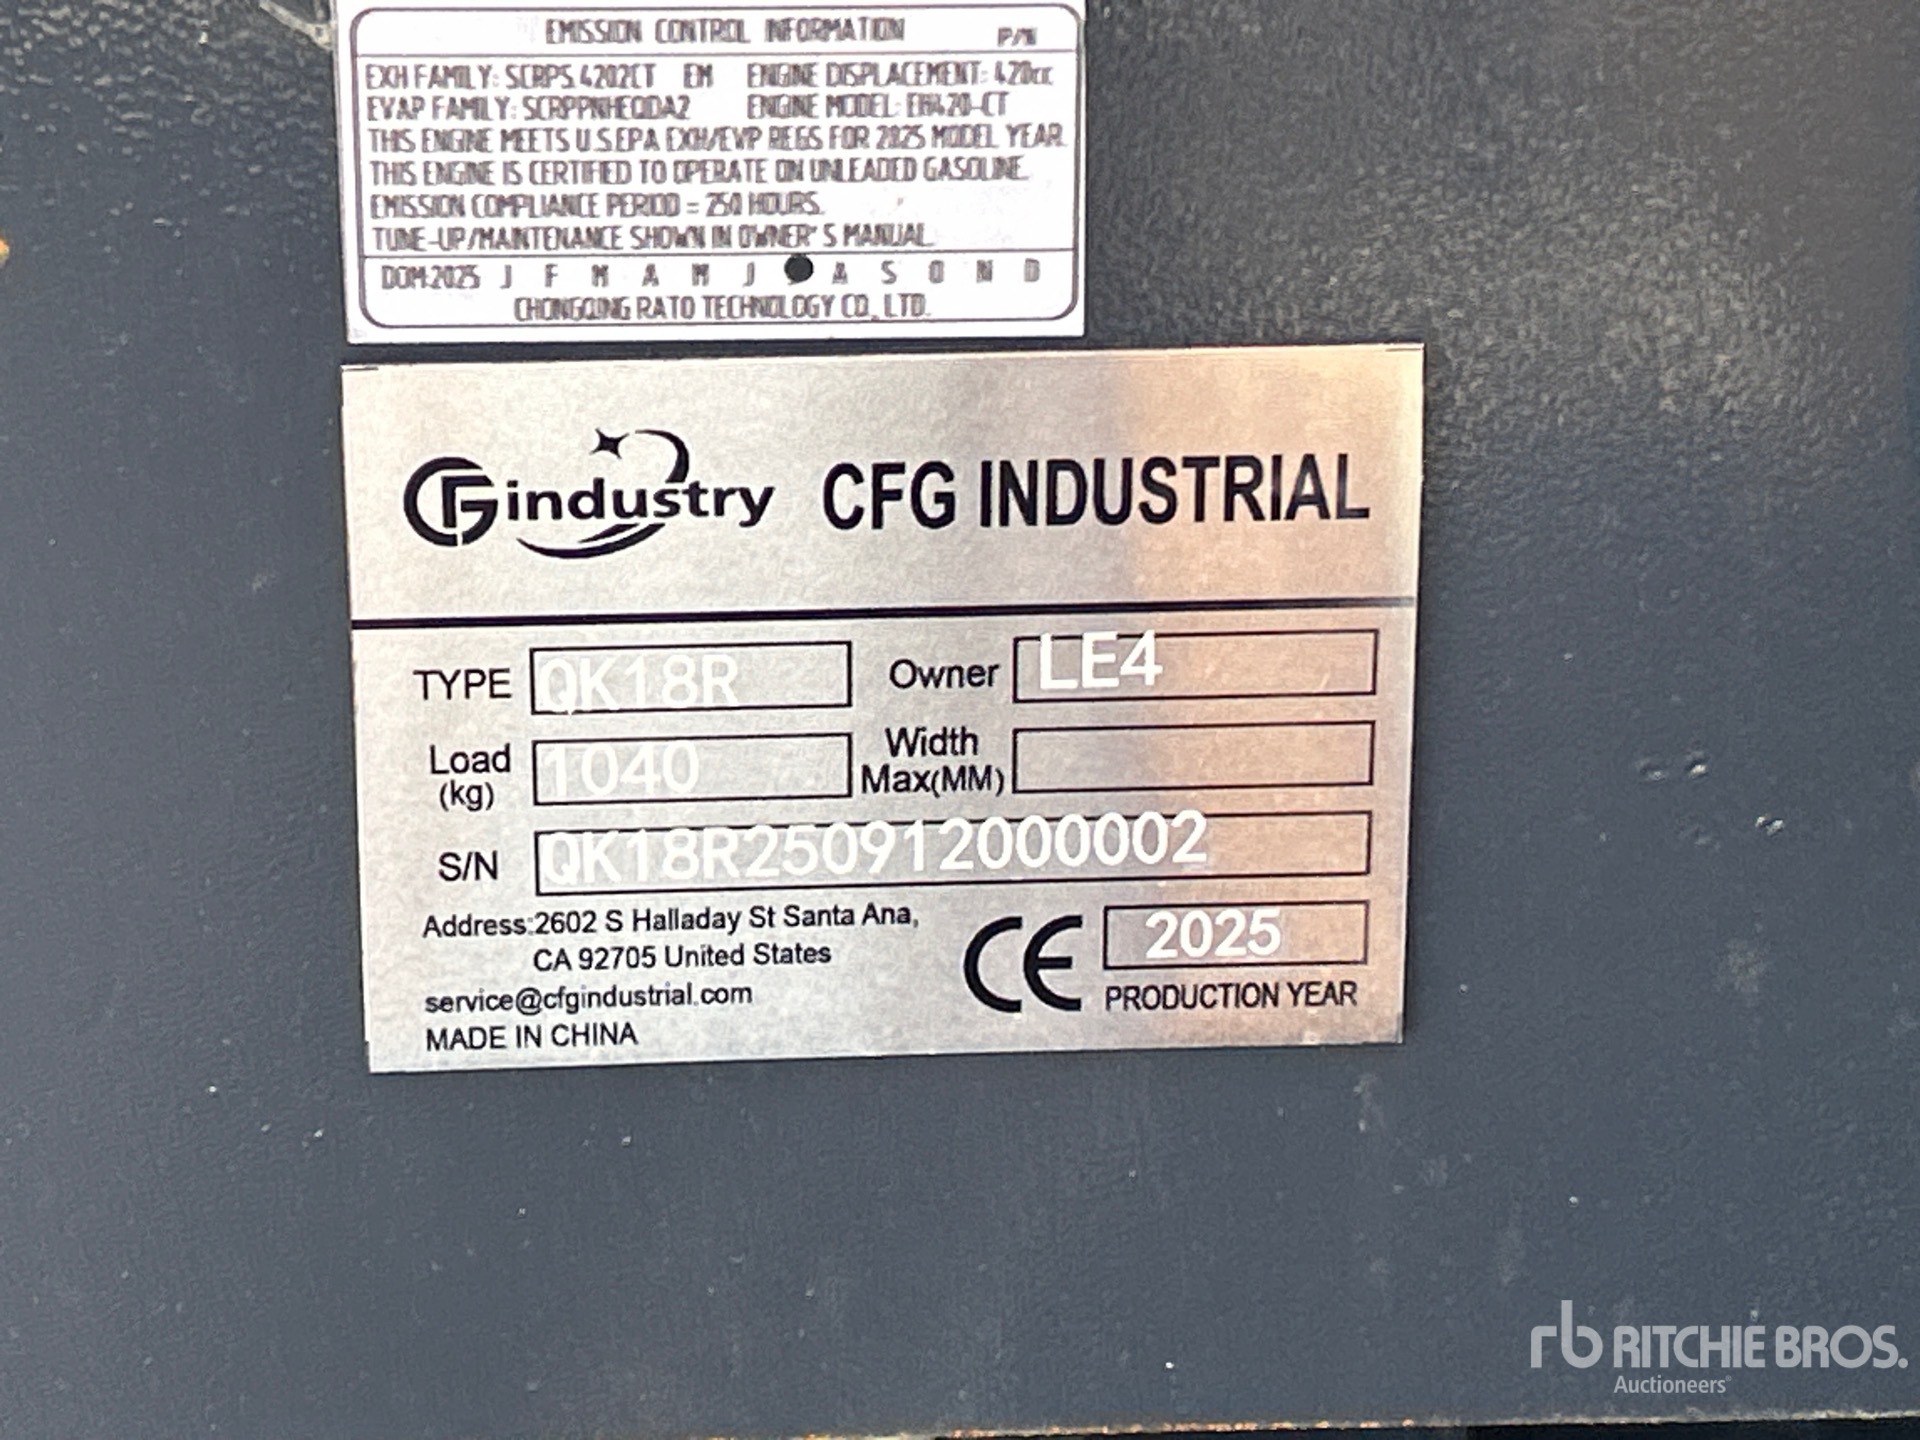 EMISSION CONTROL INFORMATION P/N
EXH FAMILY: SCRPS.4202CT EM ENGINE DISPLACEMENT: 420cc
EVAP FAMILY: SCRPPNHEQDA2 ENGINE MODEL: EH420-CT
THIS ENGINE MEETS U.S.EPA EXH/EVP REGS FOR 2025 MODEL YEAR.
THIS ENGINE IS CERTIFIED TO OPERATE ON UNLEADED GASOLINE.
EMISSION COMPLIANCE PERIOD = 250 HOURS.
TUNE-UP/MAINTENANCE SHOWN IN OWNER'S MANUAL
DOM:2025 J F M A M J A S O N D
CHONGQING RATO TECHNOLOGY CO., LTD.
CFG industry CFG INDUSTRIAL
TYPE QK18R Owner LE4
Load (kg) 1040 Width Max(MM)
S/N QK18R250912000002
Address:2602 S Halladay St Santa Ana,
CA 92705 United States
service@cfgindustrial.com
MADE IN CHINA
CE 2025
PRODUCTION YEAR
rb RITCHIE BROS.
Auctioneers